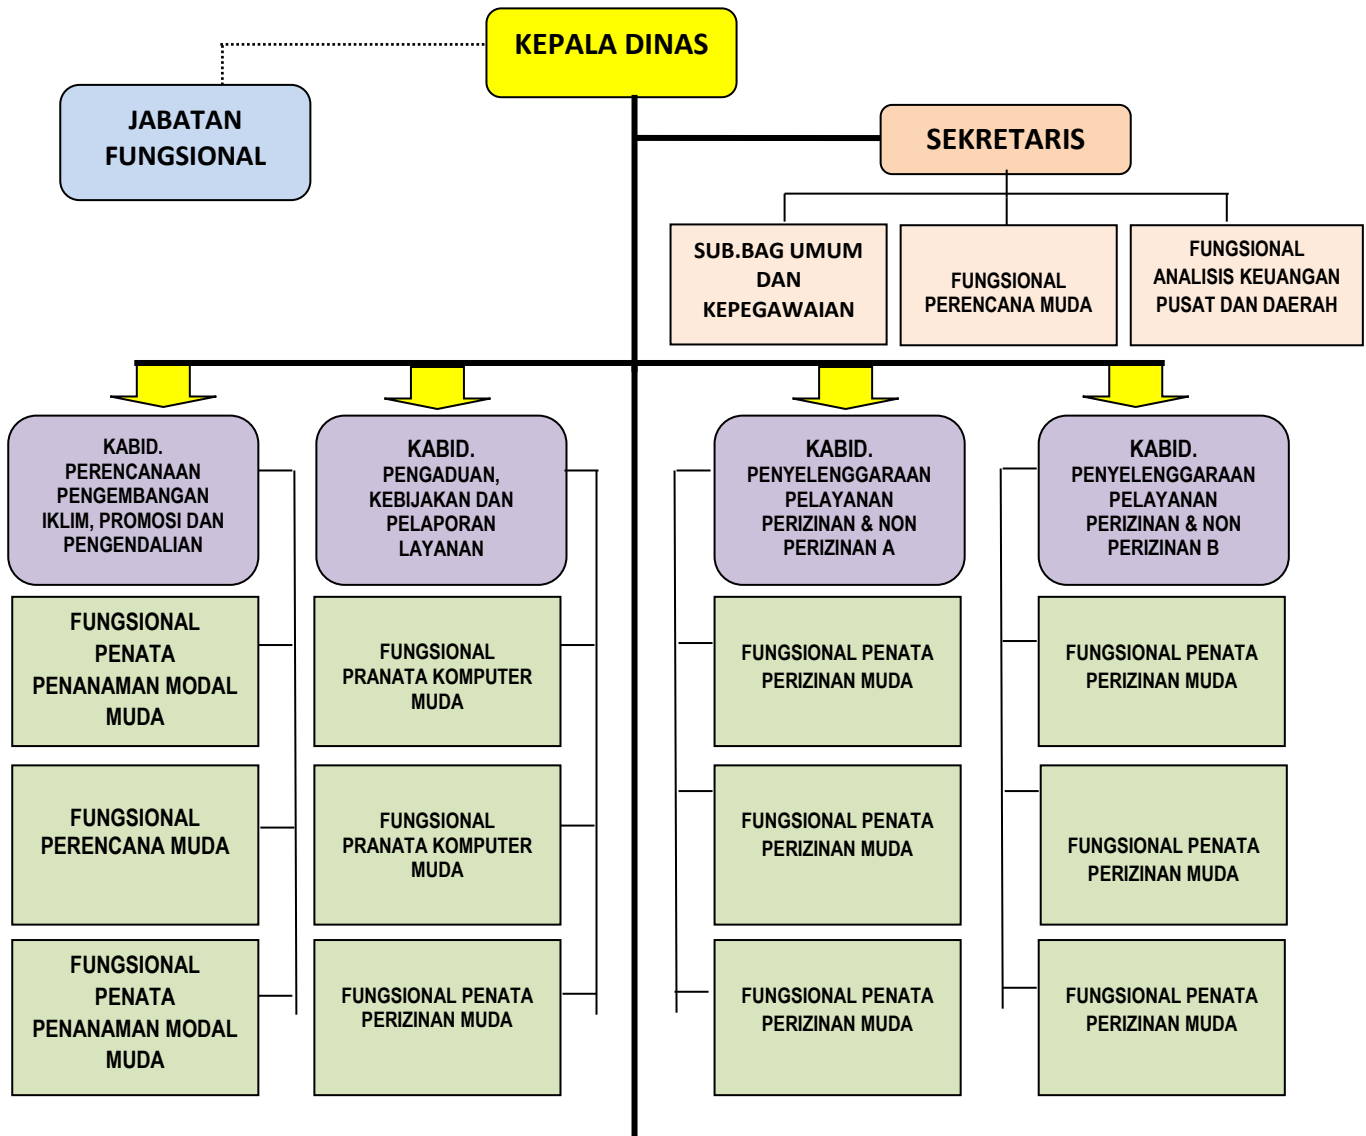 KEPALA DINAS
JABATAN
FUNGSIONAL
SEKRETARIS
SUB.BAG UMUM
DAN
KEPEGAWAIAN
FUNGSIONAL
PERENCANA MUDA
FUNGSIONAL
ANALISIS KEUANGAN
PUSAT DAN DAERAH
KABID.
PERENCANAAN
PENGEMBANGAN
IKLIM, PROMOSI DAN
PENGENDALIAN
KABID.
PENGADUAN,
KEBIJAKAN DAN
PELAPORAN
LAYANAN
KABID.
PENYELENGGARAAN
PELAYANAN
PERIZINAN & NON
PERIZINAN A
KABID.
PENYELENGGARAAN
PELAYANAN
PERIZINAN & NON
PERIZINAN B
FUNGSIONAL
PENATA
PENANAMAN MODAL
MUDA
FUNGSIONAL
PRANATA KOMPUTER
MUDA
FUNGSIONAL PENATA
PERIZINAN MUDA
FUNGSIONAL PENATA
PERIZINAN MUDA
FUNGSIONAL
PERENCANA MUDA
FUNGSIONAL
PRANATA KOMPUTER
MUDA
FUNGSIONAL PENATA
PERIZINAN MUDA
FUNGSIONAL PENATA
PERIZINAN MUDA
FUNGSIONAL
PENATA
PENANAMAN MODAL
MUDA
FUNGSIONAL PENATA
PERIZINAN MUDA
FUNGSIONAL PENATA
PERIZINAN MUDA
FUNGSIONAL PENATA
PERIZINAN MUDA